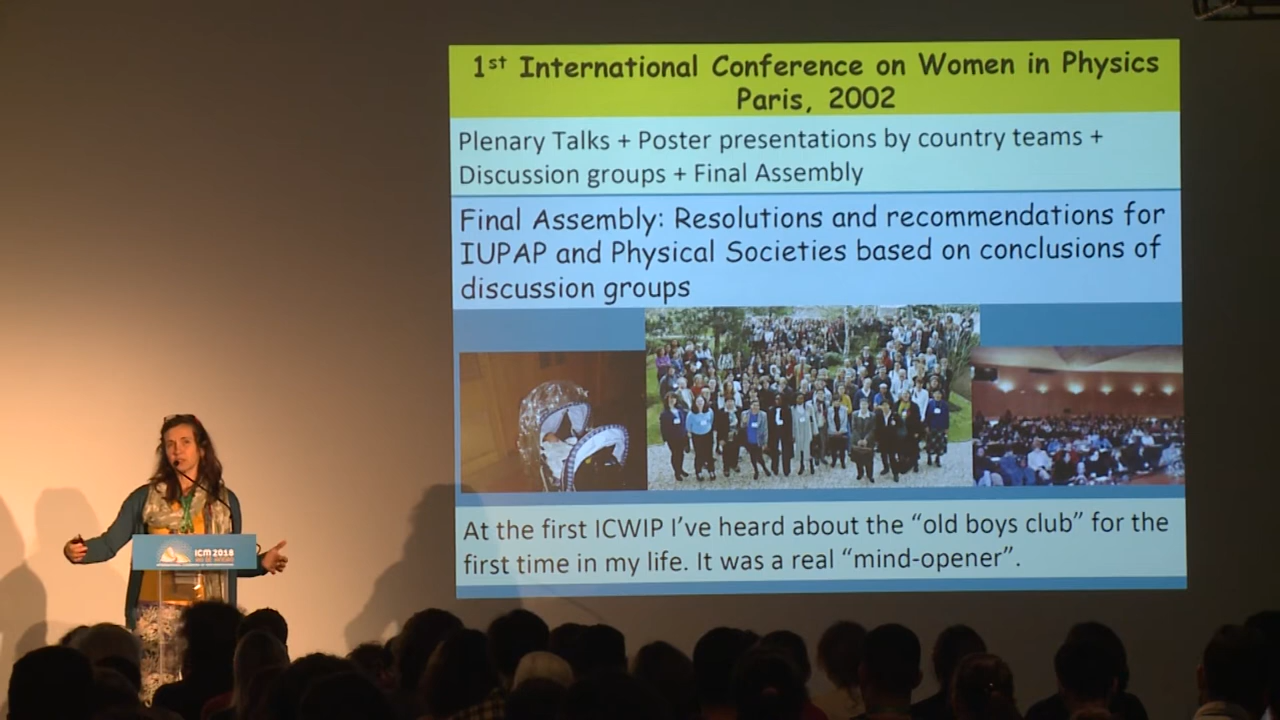 1st International Conference on Women in Physics
Paris, 2002
Plenary Talks + Poster presentations by country teams +
Discussion groups + Final Assembly
Final Assembly: Resolutions and recommendations for
IUPAP and Physical Societies based on conclusions of
discussion groups
At the first ICWIP I've heard about the “old boys club” for the
first time in my life. It was a real “mind-opener”.
ICM 2018